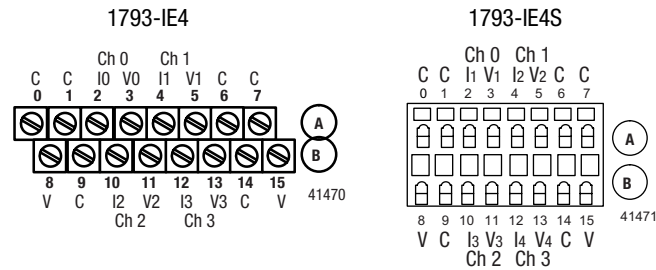 1793-IE4
Ch 0 Ch 1
C C I0 V0 I1 V1 C C
0 1 2 3 4 5 6 7
A
B
8 9 10 11 12 13 14 15
V C I2 V2 I3 V3 C V
Ch 2 Ch 3
41470
1793-IE4S
Ch 0 Ch 1
C C I1 V1 I2 V2 C C
0 1 2 3 4 5 6 7
A
B
8 9 10 11 12 13 14 15
V C I3 V3 I4 V4 C V
Ch 2 Ch 3
41471